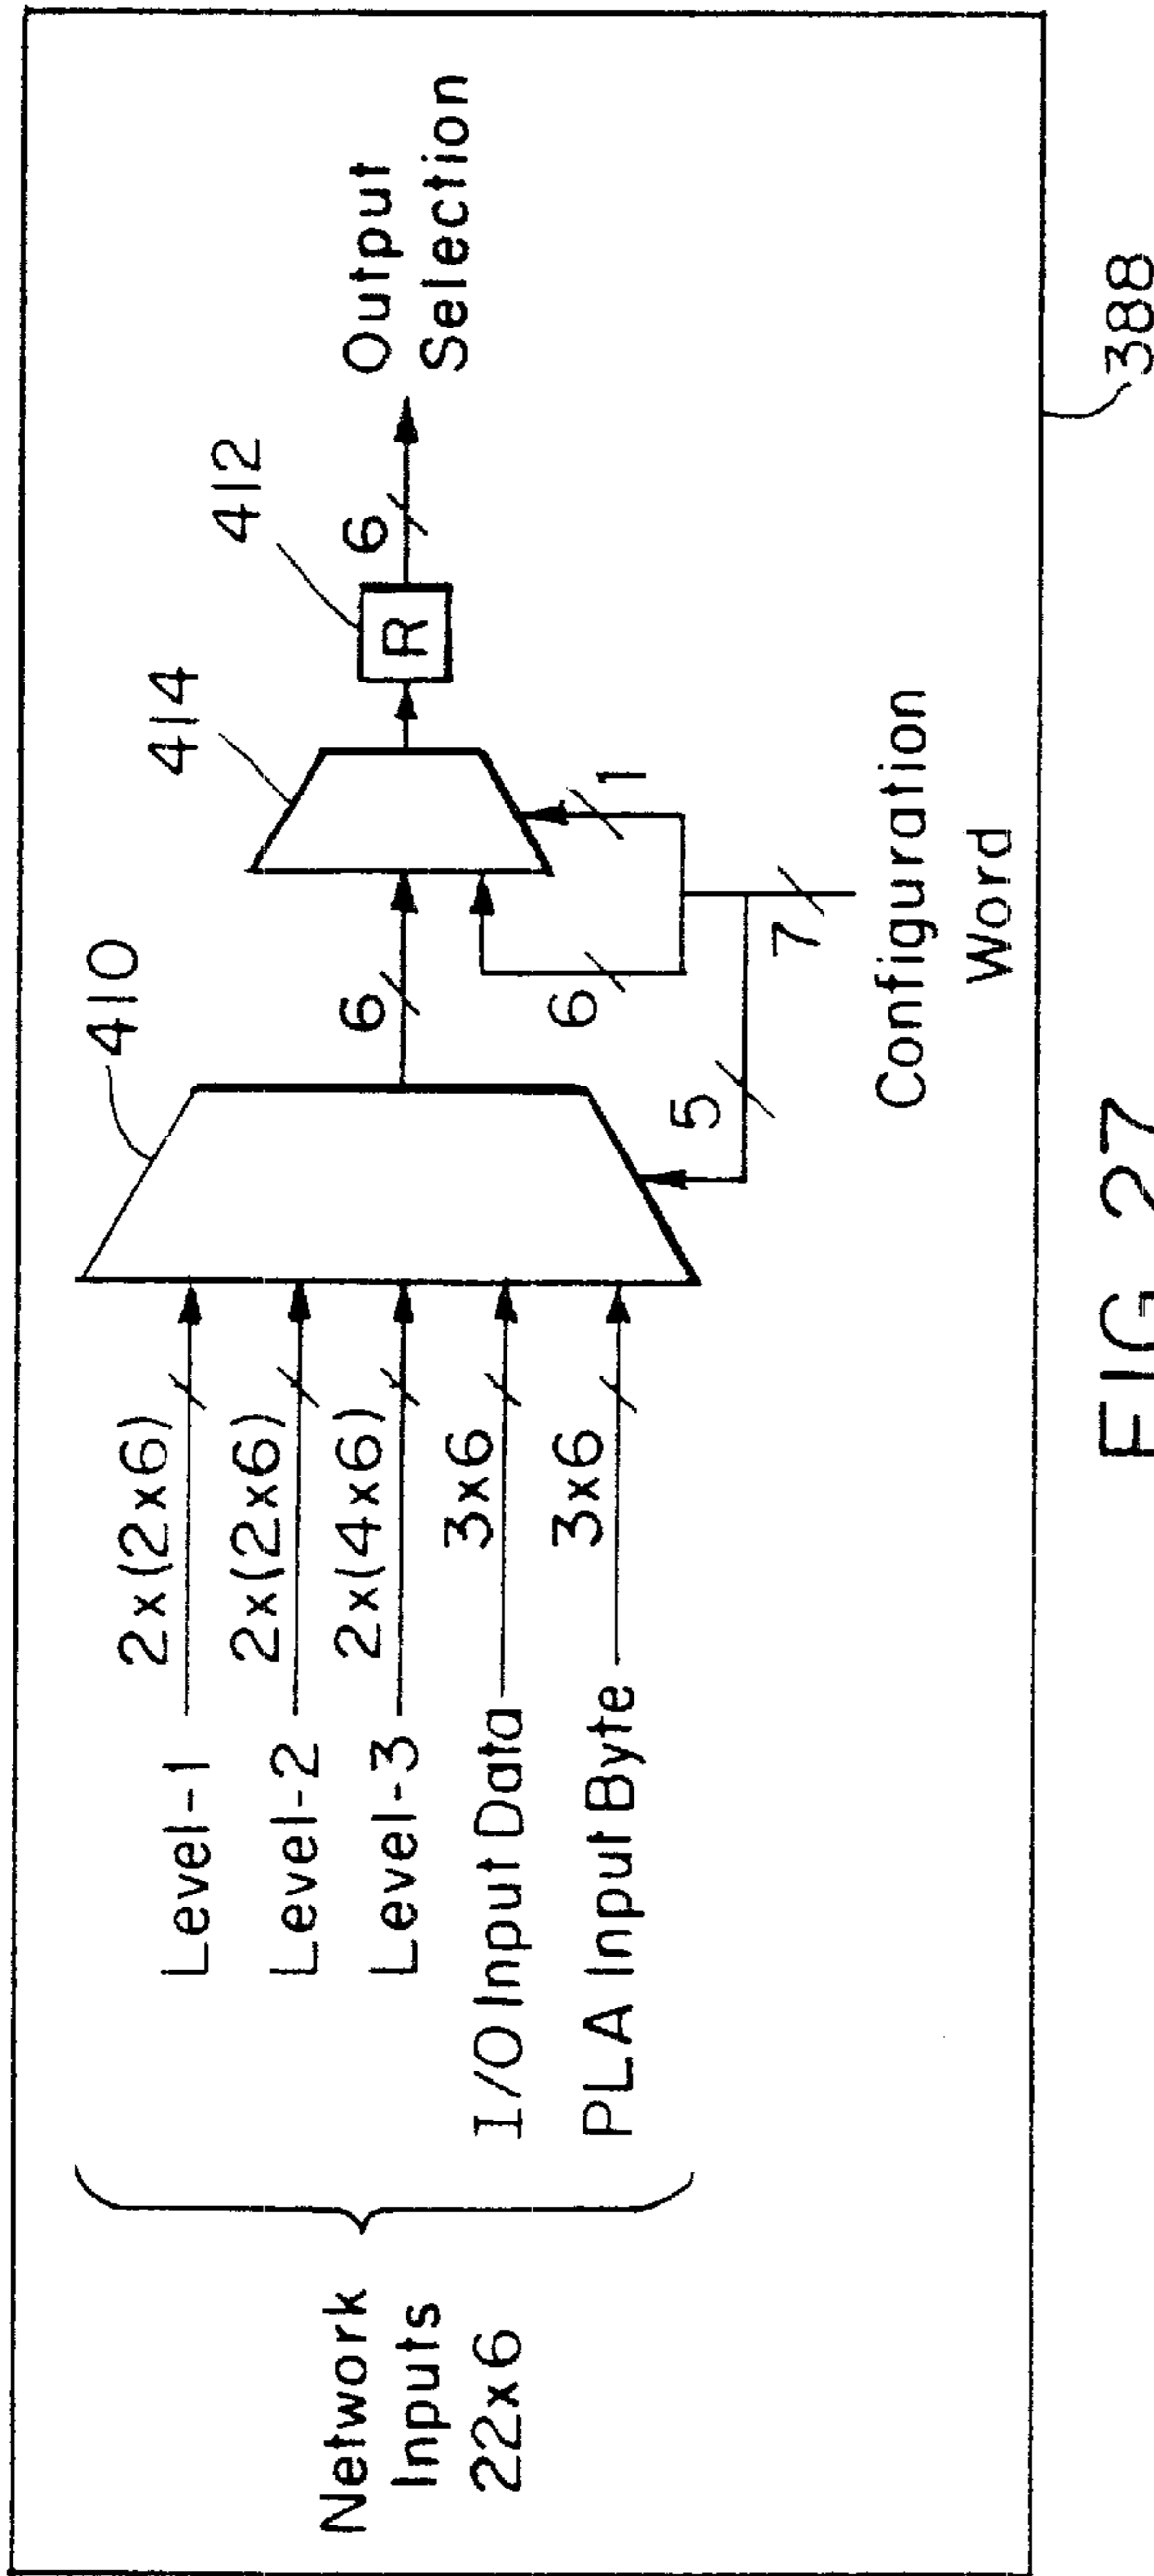 Network
Inputs
22x6
Level-1
2x(2x6)
Level-2
2x(2x6)
Level-3
2x(4x6)
I/O Input Data
3x6
PLA Input Byte
3x6
410
6
5
6
1
7
Configuration
Word
414
R
412
6
Output
Selection
388
FIG 27